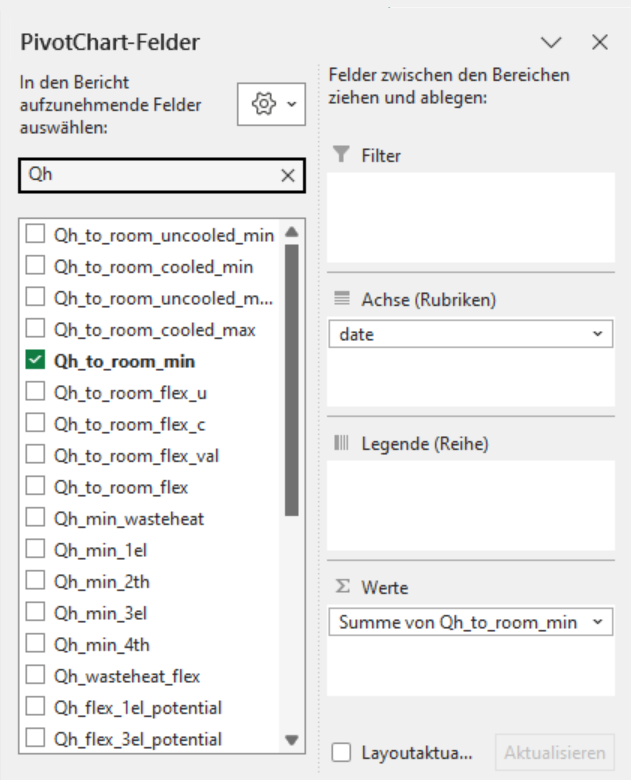 PivotChart-Felder
In den Bericht
aufzunehmende Felder
auswählen:
Qh
Qh_to_room_uncooled_min
Qh_to_room_cooled_min
Qh_to_room_uncooled_m...
Qh_to_room_cooled_max
Qh_to_room_min
Qh_to_room_flex_u
Qh_to_room_flex_c
Qh_to_room_flex_val
Qh_to_room_flex
Qh_min_wasteheat
Qh_min_1el
Qh_min_2th
Qh_min_3el
Qh_min_4th
Qh_wasteheat_flex
Qh_flex_1el_potential
Qh_flex_3el_potential
Felder zwischen den Bereichen
ziehen und ablegen:
Filter
Achse (Rubriken)
date
Legende (Reihe)
Σ Werte
Summe von Qh_to_room_min
Layoutaktua...
Aktualisieren